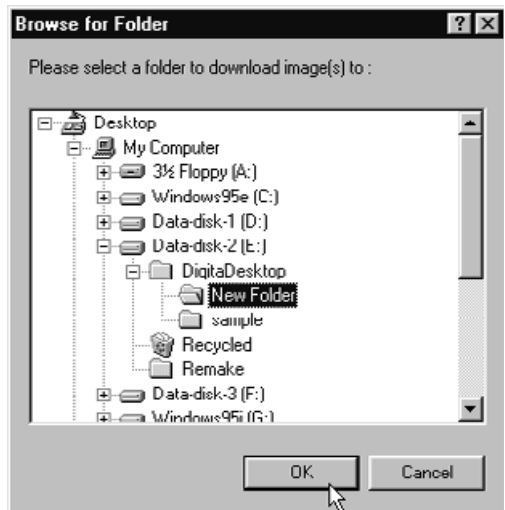 Browse for Folder
Please select a folder to download image(s) to :
Desktop
My Computer
3½ Floppy (A:)
Windows95e (C:)
Data-disk-1 (D:)
Data-disk-2 (E:)
DigitaDesktop
New Folder
sample
Recycled
Remake
Data-disk-3 (F:)
Windows95i (G:)
OK
Cancel